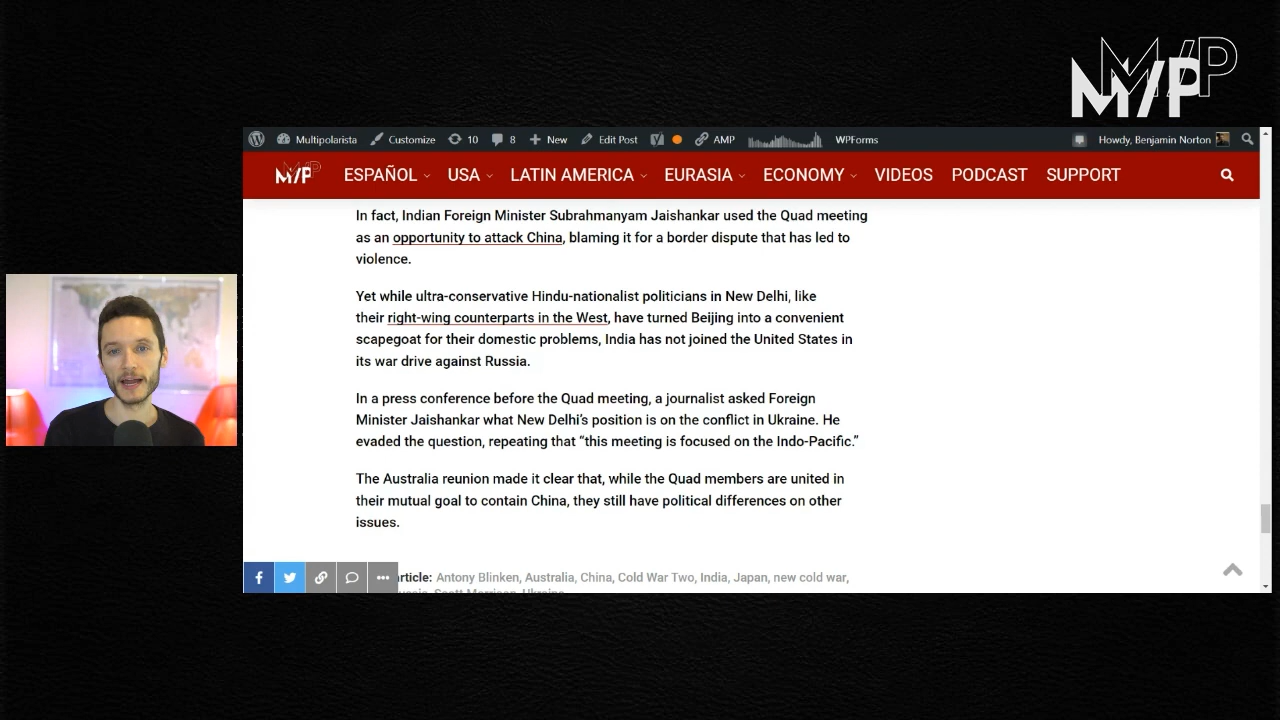 M/P
M/P
Multipolarista Customize 10 8 New Edit Post AMP WPForms Howdy, Benjamin Norton
M/P ESPAÑOL USA LATIN AMERICA EURASIA ECONOMY VIDEOS PODCAST SUPPORT
In fact, Indian Foreign Minister Subrahmanyam Jaishankar used the Quad meeting
as an opportunity to attack China, blaming it for a border dispute that has led to
violence.
Yet while ultra-conservative Hindu-nationalist politicians in New Delhi, like
their right-wing counterparts in the West, have turned Beijing into a convenient
scapegoat for their domestic problems, India has not joined the United States in
its war drive against Russia.
In a press conference before the Quad meeting, a journalist asked Foreign
Minister Jaishankar what New Delhi's position is on the conflict in Ukraine. He
evaded the question, repeating that “this meeting is focused on the Indo-Pacific.”
The Australia reunion made it clear that, while the Quad members are united in
their mutual goal to contain China, they still have political differences on other
issues.
article: Antony Blinken, Australia, China, Cold War Two, India, Japan, new cold war,
Scott Morrison, Ukraine